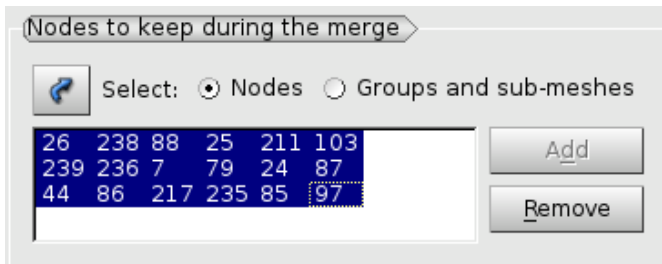 Nodes to keep during the merge
Select: Nodes Groups and sub-meshes
26 238 88 25 211 103
239 236 7 79 24 87
44 86 217 235 85 97
Add
Remove